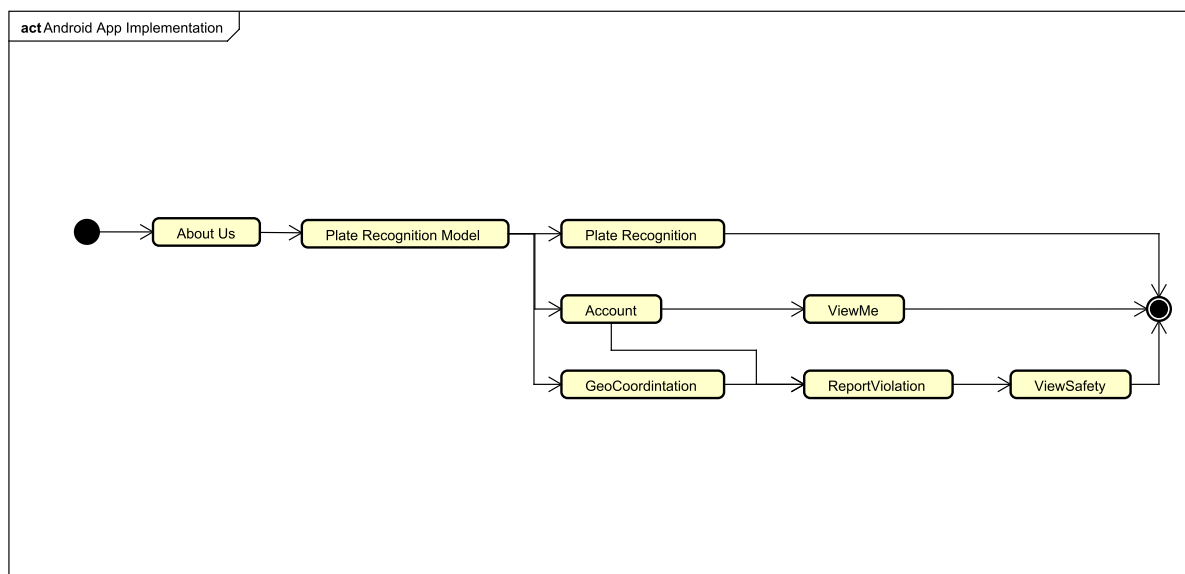 act Android App Implementation
About Us
Plate Recognition Model
Plate Recognition
Account
ViewMe
GeoCoordintation
ReportViolation
ViewSafety